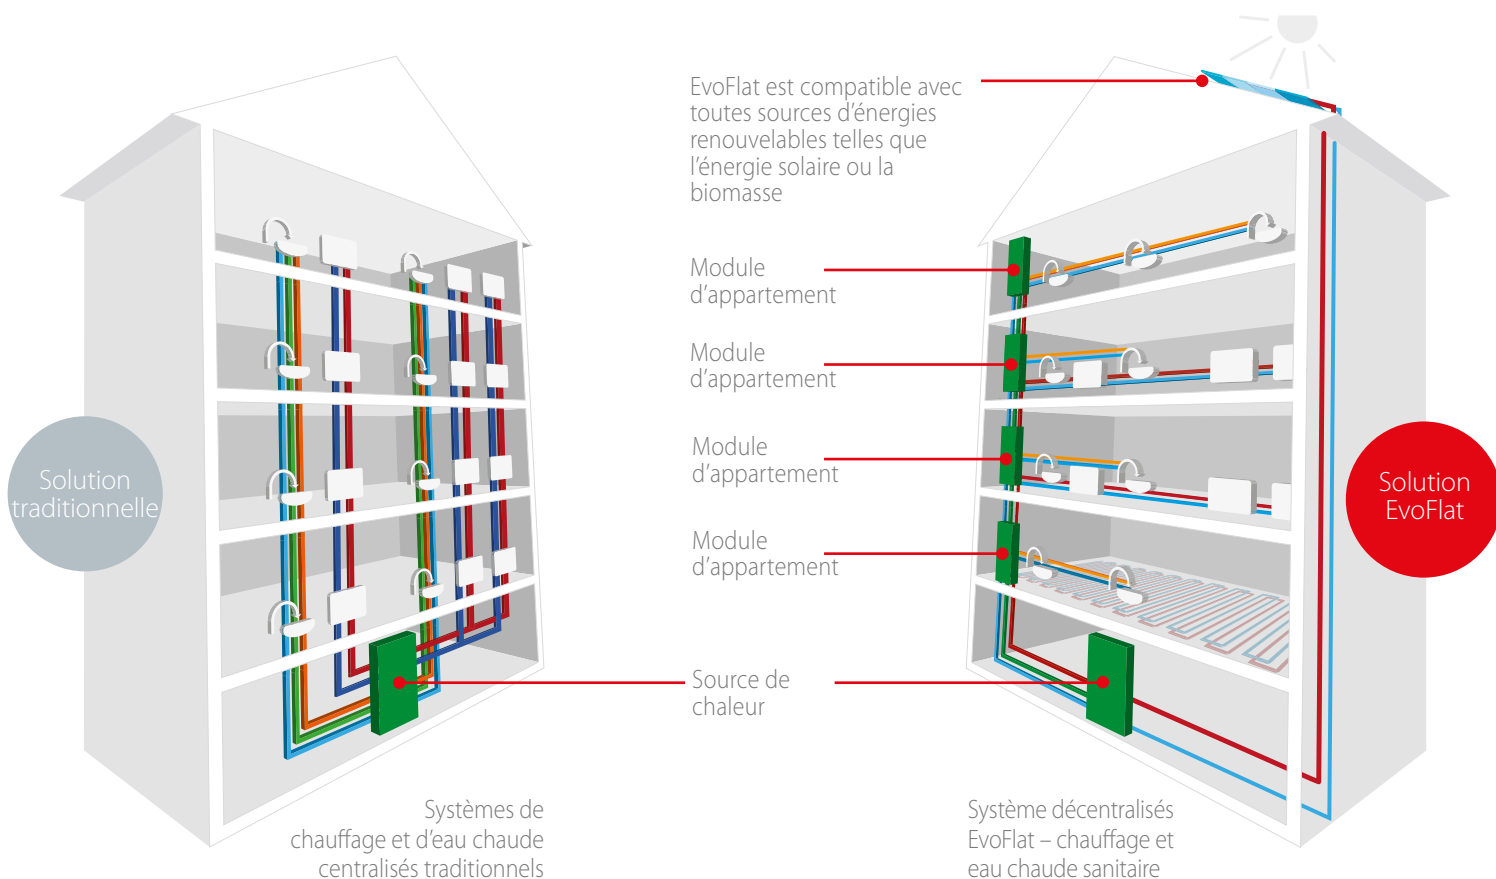 EvoFlat est compatible avec
toutes sources d'énergies
renouvelables telles que
l'énergie solaire ou la
biomasse
Module
d'appartement
Module
d'appartement
Module
d'appartement
Module
d'appartement
Source de
chaleur
Solution
traditionnelle
Solution
EvoFlat
Systèmes de
chauffage et d'eau chaude
centralisés traditionnels
Système décentralisés
EvoFlat – chauffage et
eau chaude sanitaire